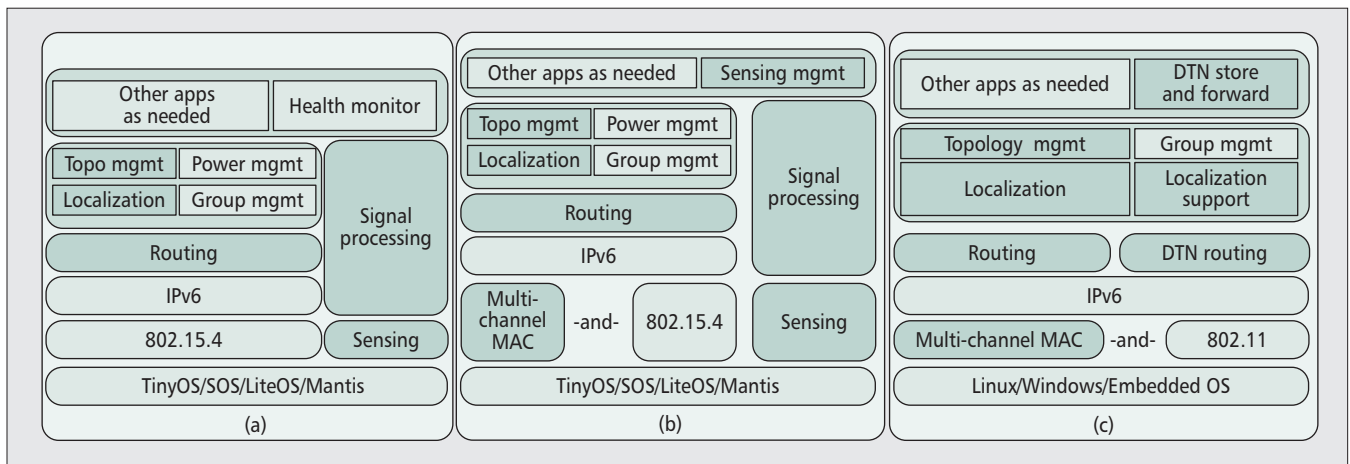 Other apps
as needed
Health monitor
Topo mgmt
Power mgmt
Localization
Group mgmt
Signal
processing
Routing
IPv6
802.15.4
Sensing
TinyOS/SOS/LiteOS/Mantis
(a)
Other apps as needed
Sensing mgmt
Topo mgmt
Power mgmt
Localization
Group mgmt
Signal
processing
Routing
IPv6
Multi-
channel
MAC
-and-
802.15.4
Sensing
TinyOS/SOS/LiteOS/Mantis
(b)
Other apps as needed
DTN store
and forward
Topology mgmt
Group mgmt
Localization
Localization
support
Routing
DTN routing
IPv6
Multi-channel MAC
-and-
802.11
Linux/Windows/Embedded OS
(c)